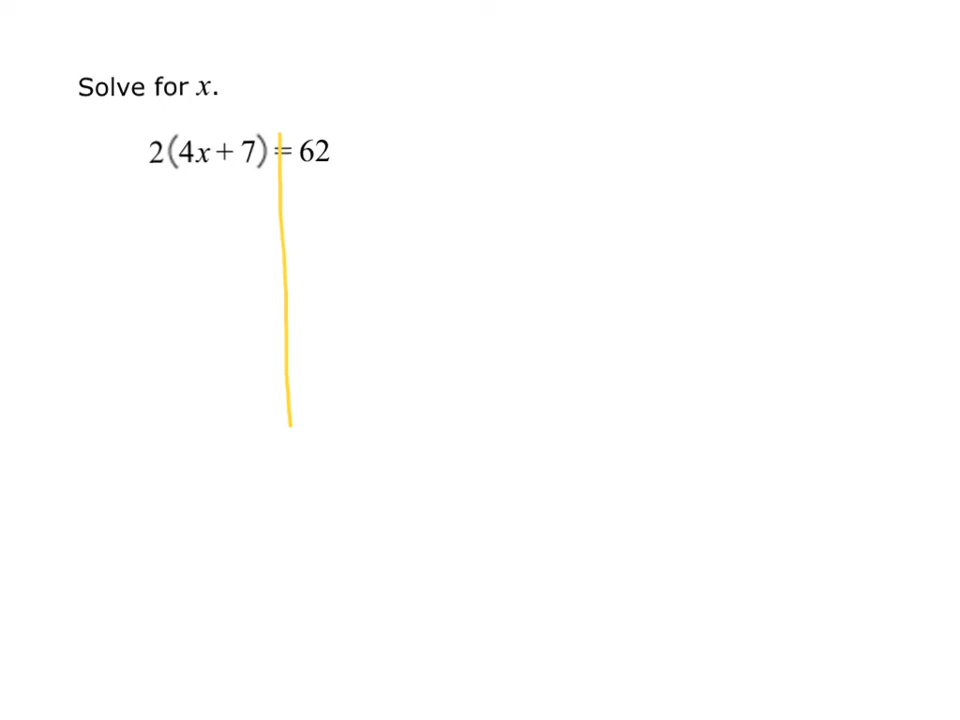 Solve for x.
2(4x + 7) = 62